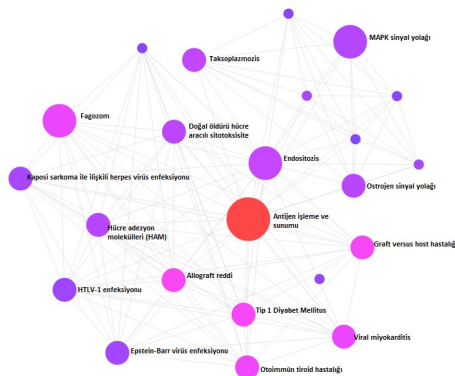 MAPK sinyal yolağı
Taksoplazmozis
Fagozom
Doğal öldürü hücre
aracılı sitotoksisite
Endositozis
Kaposi sarkoma ile ilişkili herpes virüs enfeksiyonu
Ostrojen sinyal yolağı
Antijen işleme ve
sunumu
Hücre adezyon
molekülleri (HAM)
Graft versus host hastalığı
Allograft reddi
HTLV-1 enfeksiyonu
Tip 1 Diyabet Mellitus
Viral miyokarditis
Epstein-Barr virüs enfeksiyonu
Otoimmün tiroid hastalığı